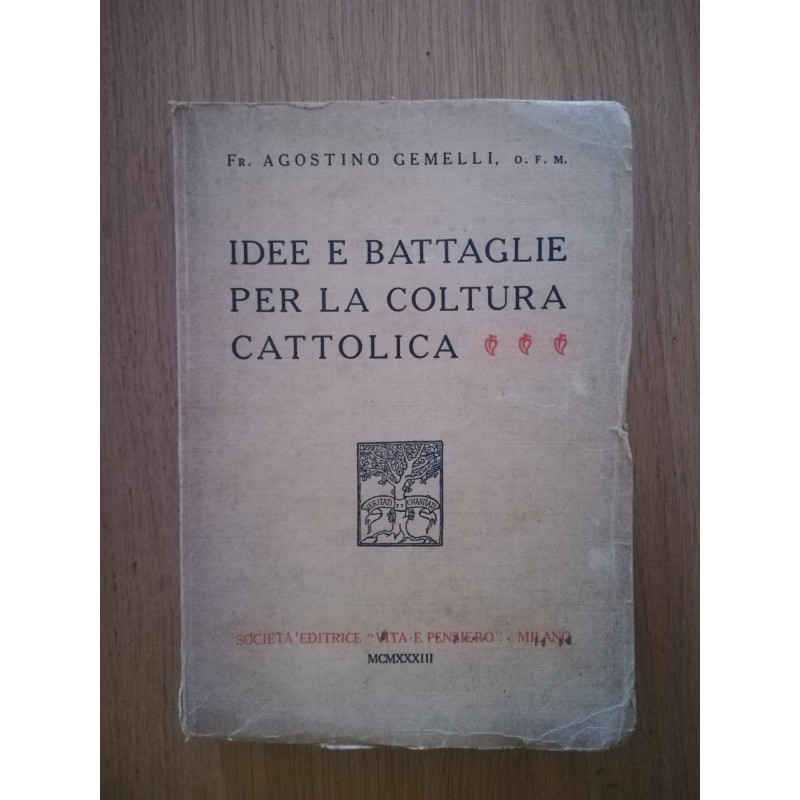 FR. AGOSTINO GEMELLI, O. F. M.
IDEE E BATTAGLIE
PER LA COLTURA
CATTOLICA
VERITATI ET CHARITATI
SOCIETÀ EDITRICE "VITA E PENSIERO" - MILANO
MCMXXXIII